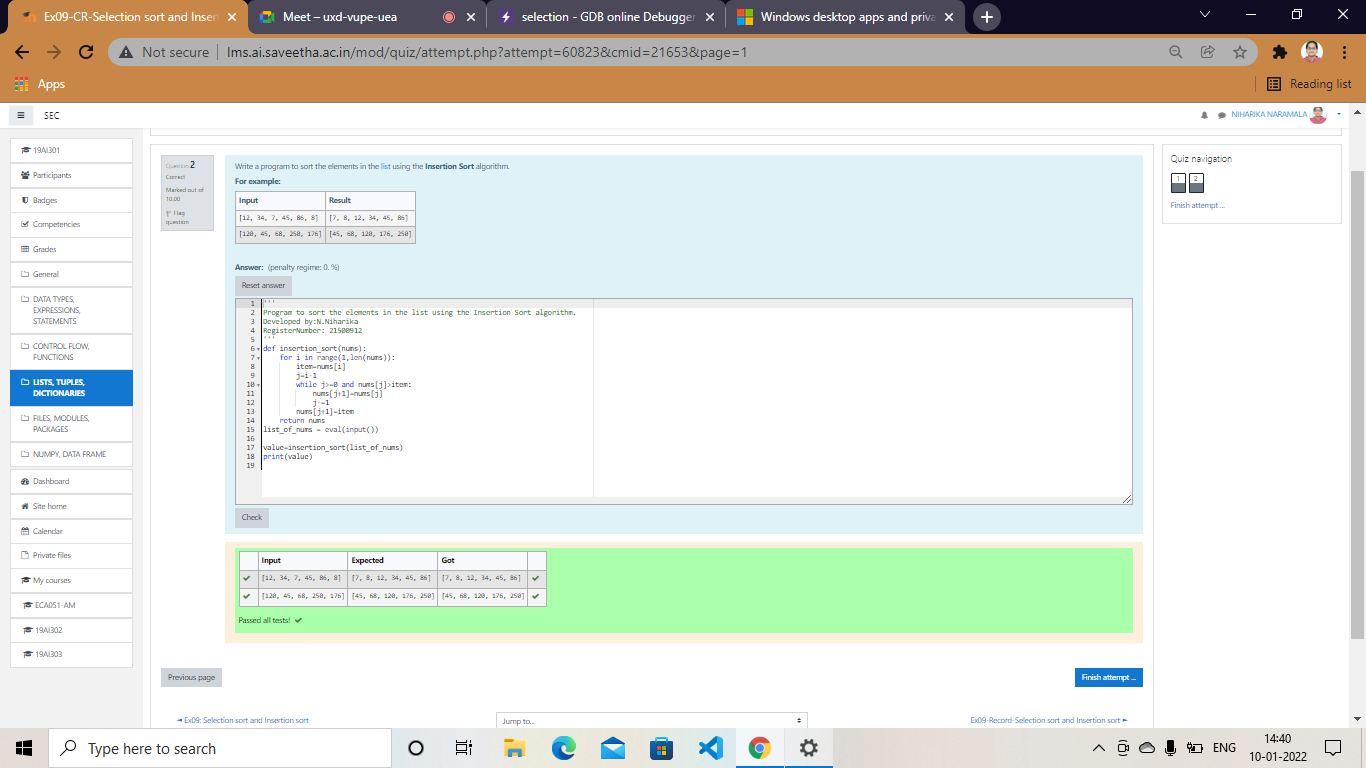 Ex09-CR-Selection sort and Inser
Meet – uxd-vupe-uea
selection - GDB online Debugger
Windows desktop apps and priva
Not secure
lms.ai.saveetha.ac.in/mod/quiz/attempt.php?attempt=60823&cmid=21653&page=1
Apps
Reading list
SEC
NIHARIKA NARAMALA
19AI301
Participants
Badges
Competencies
Grades
General
DATA TYPES,
EXPRESSIONS,
STATEMENTS
CONTROL FLOW,
FUNCTIONS
LISTS, TUPLES,
DICTIONARIES
FILES, MODULES,
PACKAGES
NUMPY, DATA FRAME
Dashboard
Site home
Calendar
Private files
My courses
ECA051-AM
19AI302
19AI303
Question 2
Correct
Marked out of
10.00
Flag
question
Write a program to sort the elements in the list using the Insertion Sort algorithm.
For example:
Input Result
[12, 34, 7, 45, 86, 8] [7, 8, 12, 34, 45, 86]
[120, 45, 68, 250, 176] [45, 68, 120, 176, 250]
Answer: (penalty regime: 0. %)
Reset answer
1 '''
2 Program to sort the elements in the list using the Insertion Sort algorithm.
3 Developed by:N.Niharika
4 RegisterNumber: 21500912
5 '''
6 def insertion_sort(nums):
7 for i in range(1,len(nums)):
8 item=nums[i]
9 j=i-1
10 while j>=0 and nums[j]>item:
11 nums[j+1]=nums[j]
12 j-=1
13 nums[j+1]=item
14 return nums
15 list_of_nums = eval(input())
16
17 value=insertion_sort(list_of_nums)
18 print(value)
19
Check
Input Expected Got
[12, 34, 7, 45, 86, 8] [7, 8, 12, 34, 45, 86] [7, 8, 12, 34, 45, 86]
[120, 45, 68, 250, 176] [45, 68, 120, 176, 250] [45, 68, 120, 176, 250]
Passed all tests!
Previous page
Finish attempt ...
◄ Ex09: Selection sort and Insertion sort
Jump to...
Ex09-Record-Selection sort and Insertion sort ►
Quiz navigation
1 2
Finish attempt ...
Type here to search
ENG
14:40
10-01-2022